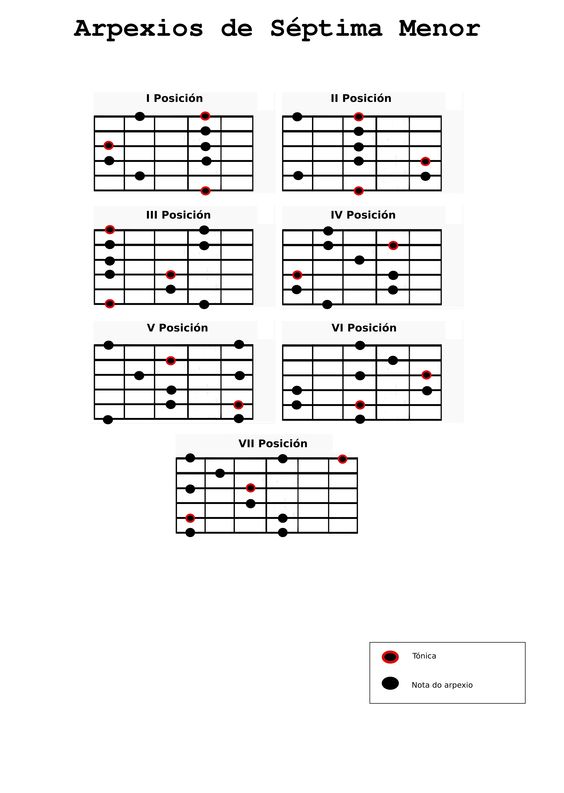 Arpexios de Séptima Menor
I Posición
II Posición
III Posición
IV Posición
V Posición
VI Posición
VII Posición
Tónica
Nota do arpexio